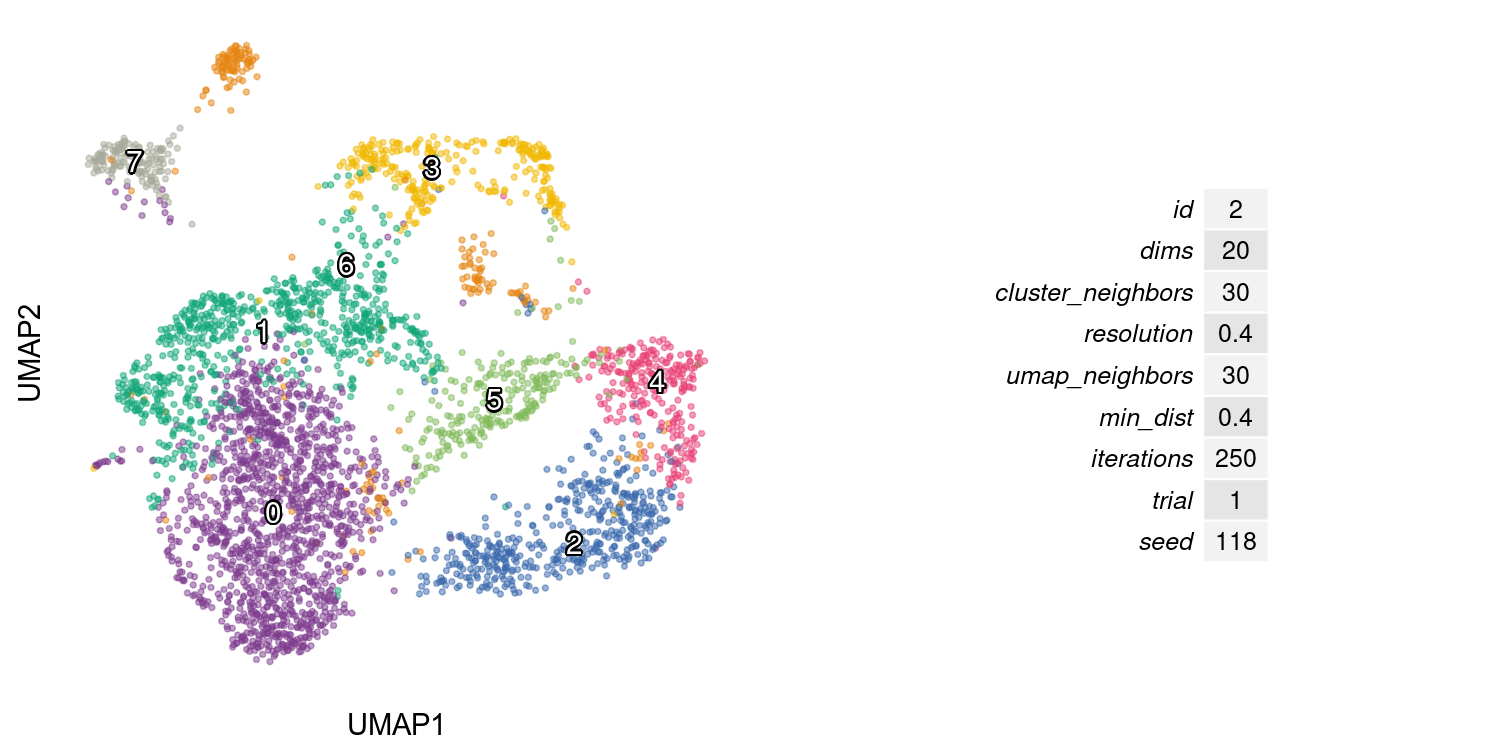 7
3
6
1
4
5
0
2
UMAP1
UMAP2
id 2
dims 20
cluster_neighbors 30
resolution 0.4
umap_neighbors 30
min_dist 0.4
iterations 250
trial 1
seed 118